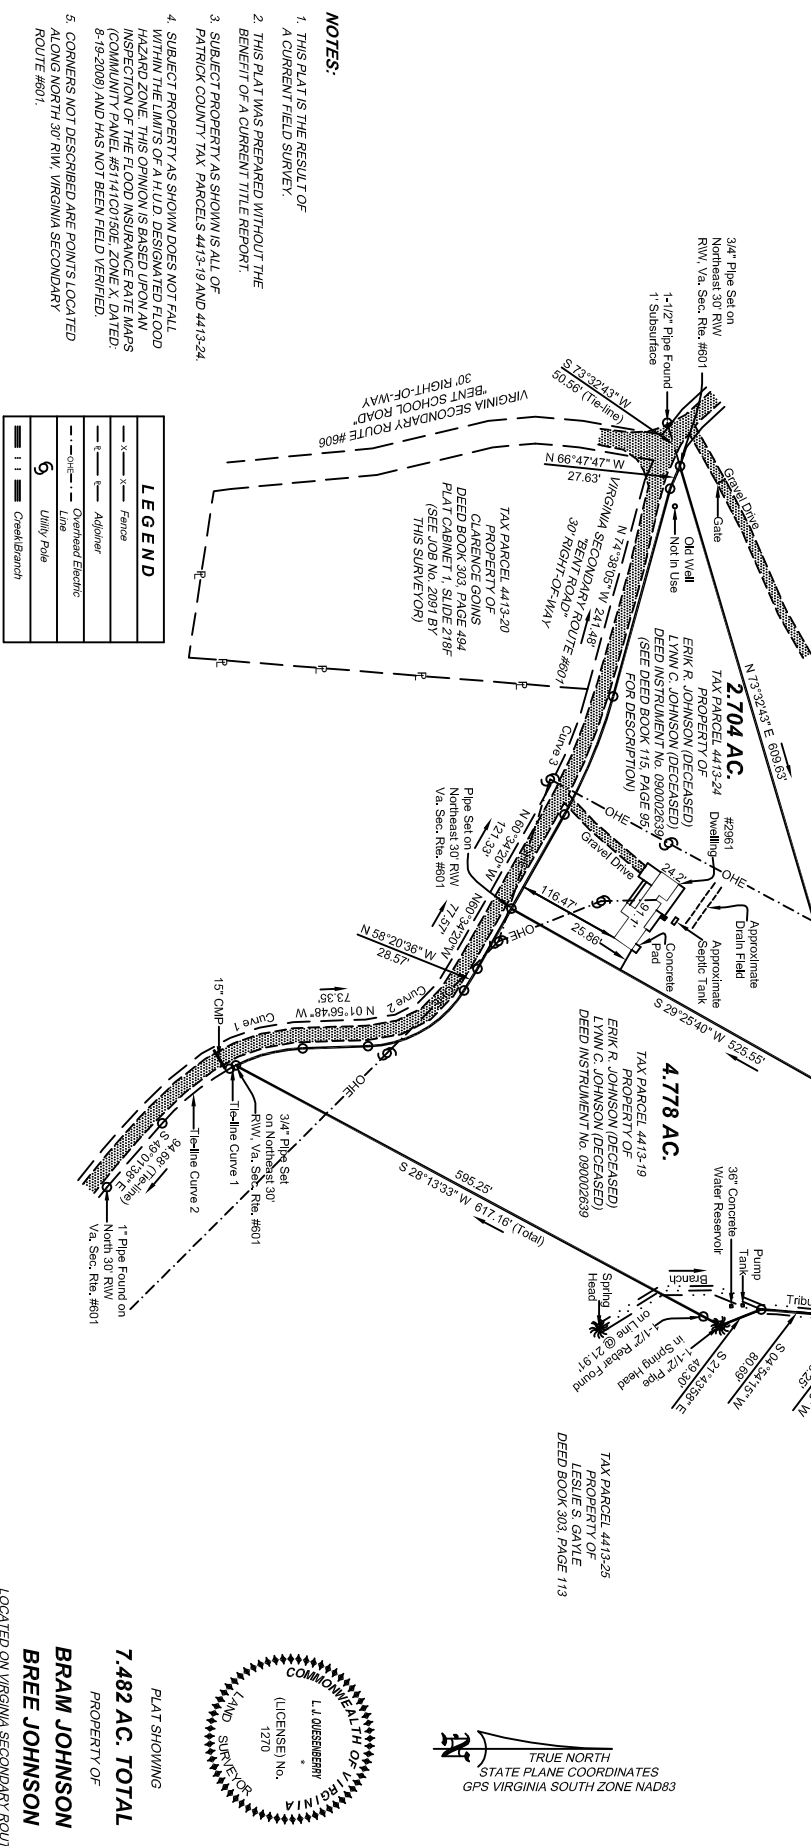 NOTES:
1. THIS PLAT IS THE RESULT OF
A CURRENT FIELD SURVEY.
2. THIS PLAT WAS PREPARED WITHOUT THE
BENEFIT OF A CURRENT TITLE REPORT.
3. SUBJECT PROPERTY AS SHOWN IS ALL OF
PATRICK COUNTY TAX PARCELS 4413-19 AND 4413-24.
4. SUBJECT PROPERTY AS SHOWN DOES NOT FALL
WITHIN THE LIMITS OF A H.U.D. DESIGNATED FLOOD
HAZARD ZONE. THIS OPINION IS BASED UPON AN
INSPECTION OF THE FLOOD INSURANCE RATE MAPS
(COMMUNITY PANEL #51141C0150E, ZONE X, DATED:
8-19-2008) AND HAS NOT BEEN FIELD VERIFIED.
5. CORNERS NOT DESCRIBED ARE POINTS LOCATED
ALONG NORTH 30' R\W, VIRGINIA SECONDARY
ROUTE #601.
LEGEND
Fence
Adjoiner
OHE
Overhead Electric
Line
Utility Pole
Creek\Branch
3/4" Pipe Set on
Northeast 30' R\W
R\W, Va. Sec. Rte. #601
1-1/2" Pipe Found
1' Subsurface
S 73°32'43" W
50.56' (Tie-line)
VIRGINIA SECONDARY ROUTE #606
"BENT SCHOOL ROAD"
30' RIGHT-OF-WAY
N 66°47'47" W
27.63'
Gravel Drive
Gate
Old Well
Not In Use
N 74°38'05" W 241.48'
VIRGINIA SECONDARY ROUTE #601
"BENT ROAD"
30' RIGHT-OF-WAY
TAX PARCEL 4413-20
PROPERTY OF
CLARENCE GOINS
DEED BOOK 303, PAGE 494
PLAT CABINET 1, SLIDE 218F
(SEE JOB No. 2091 BY
THIS SURVEYOR)
N 73°32'43" E 609.63'
2.704 AC.
TAX PARCEL 4413-24
PROPERTY OF
ERIK R. JOHNSON (DECEASED)
LYNN C. JOHNSON (DECEASED)
DEED INSTRUMENT No. 090002639
(SEE DEED BOOK 115, PAGE 95
FOR DESCRIPTION)
Curve 3
OHE
#2961
Dwelling
Gravel Drive
24.2'
OHE
116.47'
25.86'
Approximate
Drain Field
Approximate
Septic Tank
Concrete
Pad
Pipe Set on
Northeast 30' R\W
Va. Sec. Rte. #601
N 60°34'20" W
121.33'
N60°34'20"W
77.57'
N 58°20'36" W
28.57'
OHE
S 29°25'40" W 525.55'
4.778 AC.
TAX PARCEL 4413-19
PROPERTY OF
ERIK R. JOHNSON (DECEASED)
LYNN C. JOHNSON (DECEASED)
DEED INSTRUMENT No. 090002639
Curve 2
N 01°56'48" W
73.35'
Curve 1
15" CMP
OHE
3/4" Pipe Set
on Northeast 30'
R\W, Va. Sec. Rte. #601
Tie-line Curve 1
Tie-line Curve 2
S 49°01'38" E
94.68' (Tie-line)
1" Pipe Found on
North 30' R\W
Va. Sec. Rte. #601
595.25'
S 28°13'33" W 617.16' (Total)
36" Concrete
Water Reservoir
Pump
Tank
Branch
Spring
Head
1-1/2" Rebar Found
on Line @ 21.91'
1-1/2" Pipe
in Spring Head
S 21°43'58" E
49.30'
S 04°54'15" W
80.69'
TAX PARCEL 4413-25
PROPERTY OF
LESLIE S. GAYLE
DEED BOOK 303, PAGE 113
TRUE NORTH
STATE PLANE COORDINATES
GPS VIRGINIA SOUTH ZONE NAD83
COMMONWEALTH OF VIRGINIA
L.J. QUESENBERRY
(LICENSE) No.
1270
LAND SURVEYOR
PLAT SHOWING
7.482 AC. TOTAL
PROPERTY OF
BRAM JOHNSON
BREE JOHNSON
LOCATED ON VIRGINIA SECONDARY ROUT